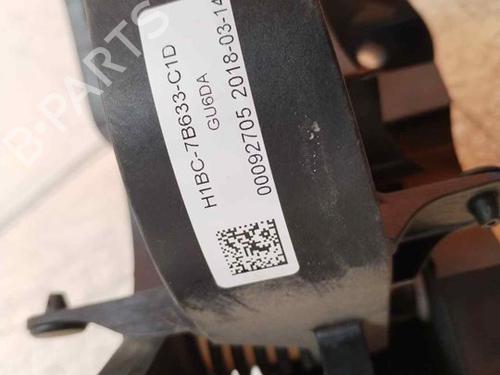 H1BC-7B633-C1D
GU6DA
00092705 2018-03-14
B-PARTS